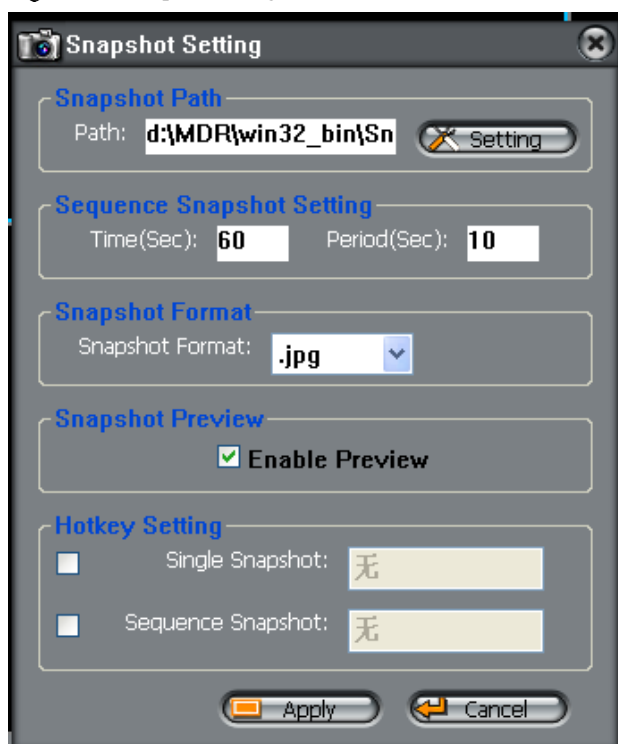 Snapshot Setting
Snapshot Path
Path: d:\MDR\win32_bin\Sn Setting
Sequence Snapshot Setting
Time(Sec): 60 Period(Sec): 10
Snapshot Format
Snapshot Format: .jpg
Snapshot Preview
Enable Preview
Hotkey Setting
Single Snapshot: 无
Sequence Snapshot: 无
Apply Cancel